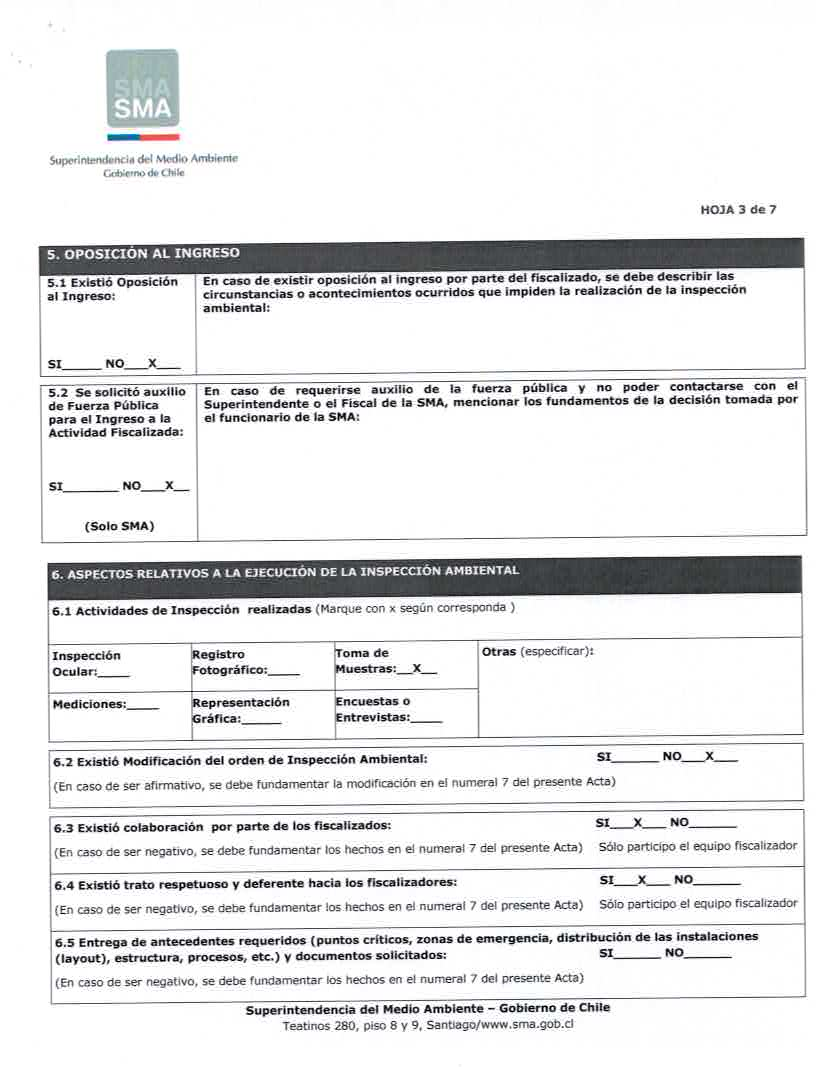 SMA
SMA
Superintendencia del Medio Ambiente
Gobierno de Chile
HOJA 3 de 7
5. OPOSICIÓN AL INGRESO
5.1 Existió Oposición
al Ingreso:
SI______ NO___X___
En caso de existir oposición al ingreso por parte del fiscalizado, se debe describir las
circunstancias o acontecimientos ocurridos que impiden la realización de la inspección
ambiental:
5.2 Se solicitó auxilio
de Fuerza Pública
para el Ingreso a la
Actividad Fiscalizada:
SI________ NO___X__
(Solo SMA)
En caso de requerirse auxilio de la fuerza pública y no poder contactarse con el
Superintendente o el Fiscal de la SMA, mencionar los fundamentos de la decisión tomada por
el funcionario de la SMA:
6. ASPECTOS RELATIVOS A LA EJECUCIÓN DE LA INSPECCIÓN AMBIENTAL
6.1 Actividades de Inspección realizadas (Marque con x según corresponda )
Inspección
Ocular:_____
Registro
Fotográfico:_____
Toma de
Muestras:__X__
Otras (especificar):
Mediciones:_____
Representación
Gráfica:______
Encuestas o
Entrevistas:_____
6.2 Existió Modificación del orden de Inspección Ambiental: SI_______ NO___X___
(En caso de ser afirmativo, se debe fundamentar la modificación en el numeral 7 del presente Acta)
6.3 Existió colaboración por parte de los fiscalizados: SI___X___ NO_______
(En caso de ser negativo, se debe fundamentar los hechos en el numeral 7 del presente Acta) Sólo participo el equipo fiscalizador
6.4 Existió trato respetuoso y deferente hacia los fiscalizadores: SI___X___ NO_______
(En caso de ser negativo, se debe fundamentar los hechos en el numeral 7 del presente Acta) Sólo participo el equipo fiscalizador
6.5 Entrega de antecedentes requeridos (puntos críticos, zonas de emergencia, distribución de las instalaciones
(layout), estructura, procesos, etc.) y documentos solicitados: SI_______ NO_______
(En caso de ser negativo, se debe fundamentar los hechos en el numeral 7 del presente Acta)
Superintendencia del Medio Ambiente – Gobierno de Chile
Teatinos 280, piso 8 y 9, Santiago/www.sma.gob.cl